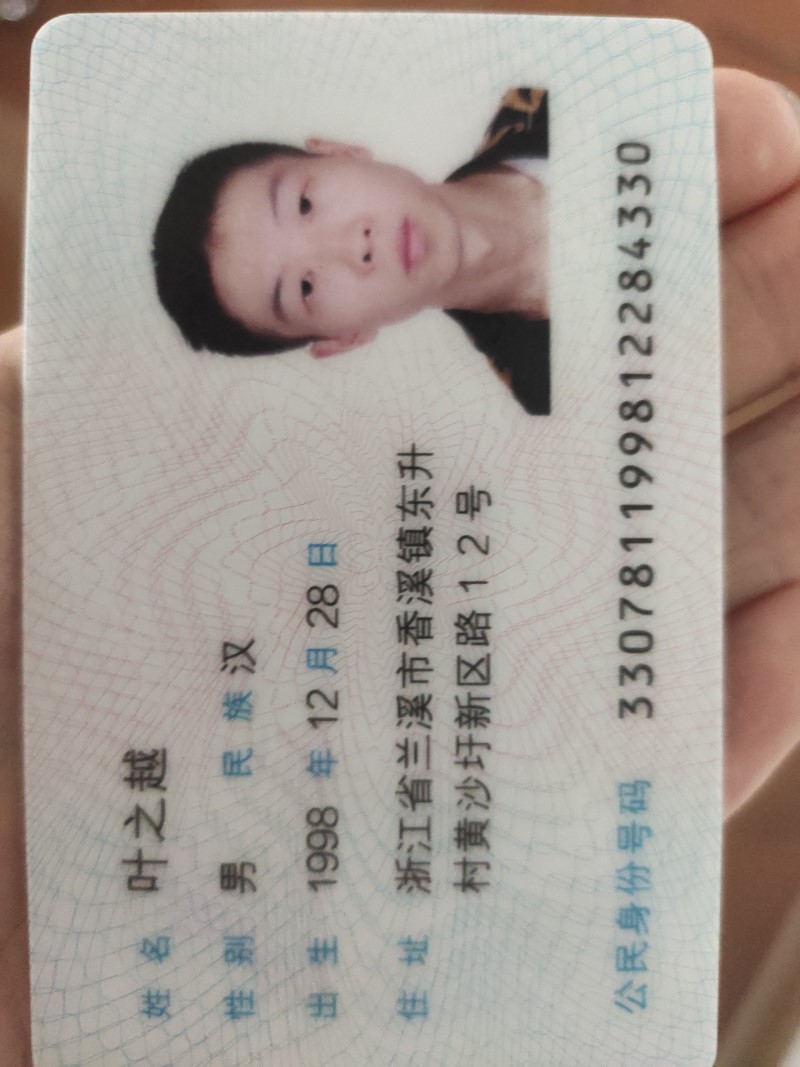 姓名 叶之越
性别 男 民族 汉
出生 1998 年 12 月 28 日
住址 浙江省兰溪市香溪镇东升
村黄沙圩新区路12号
公民身份号码 330781199812284330